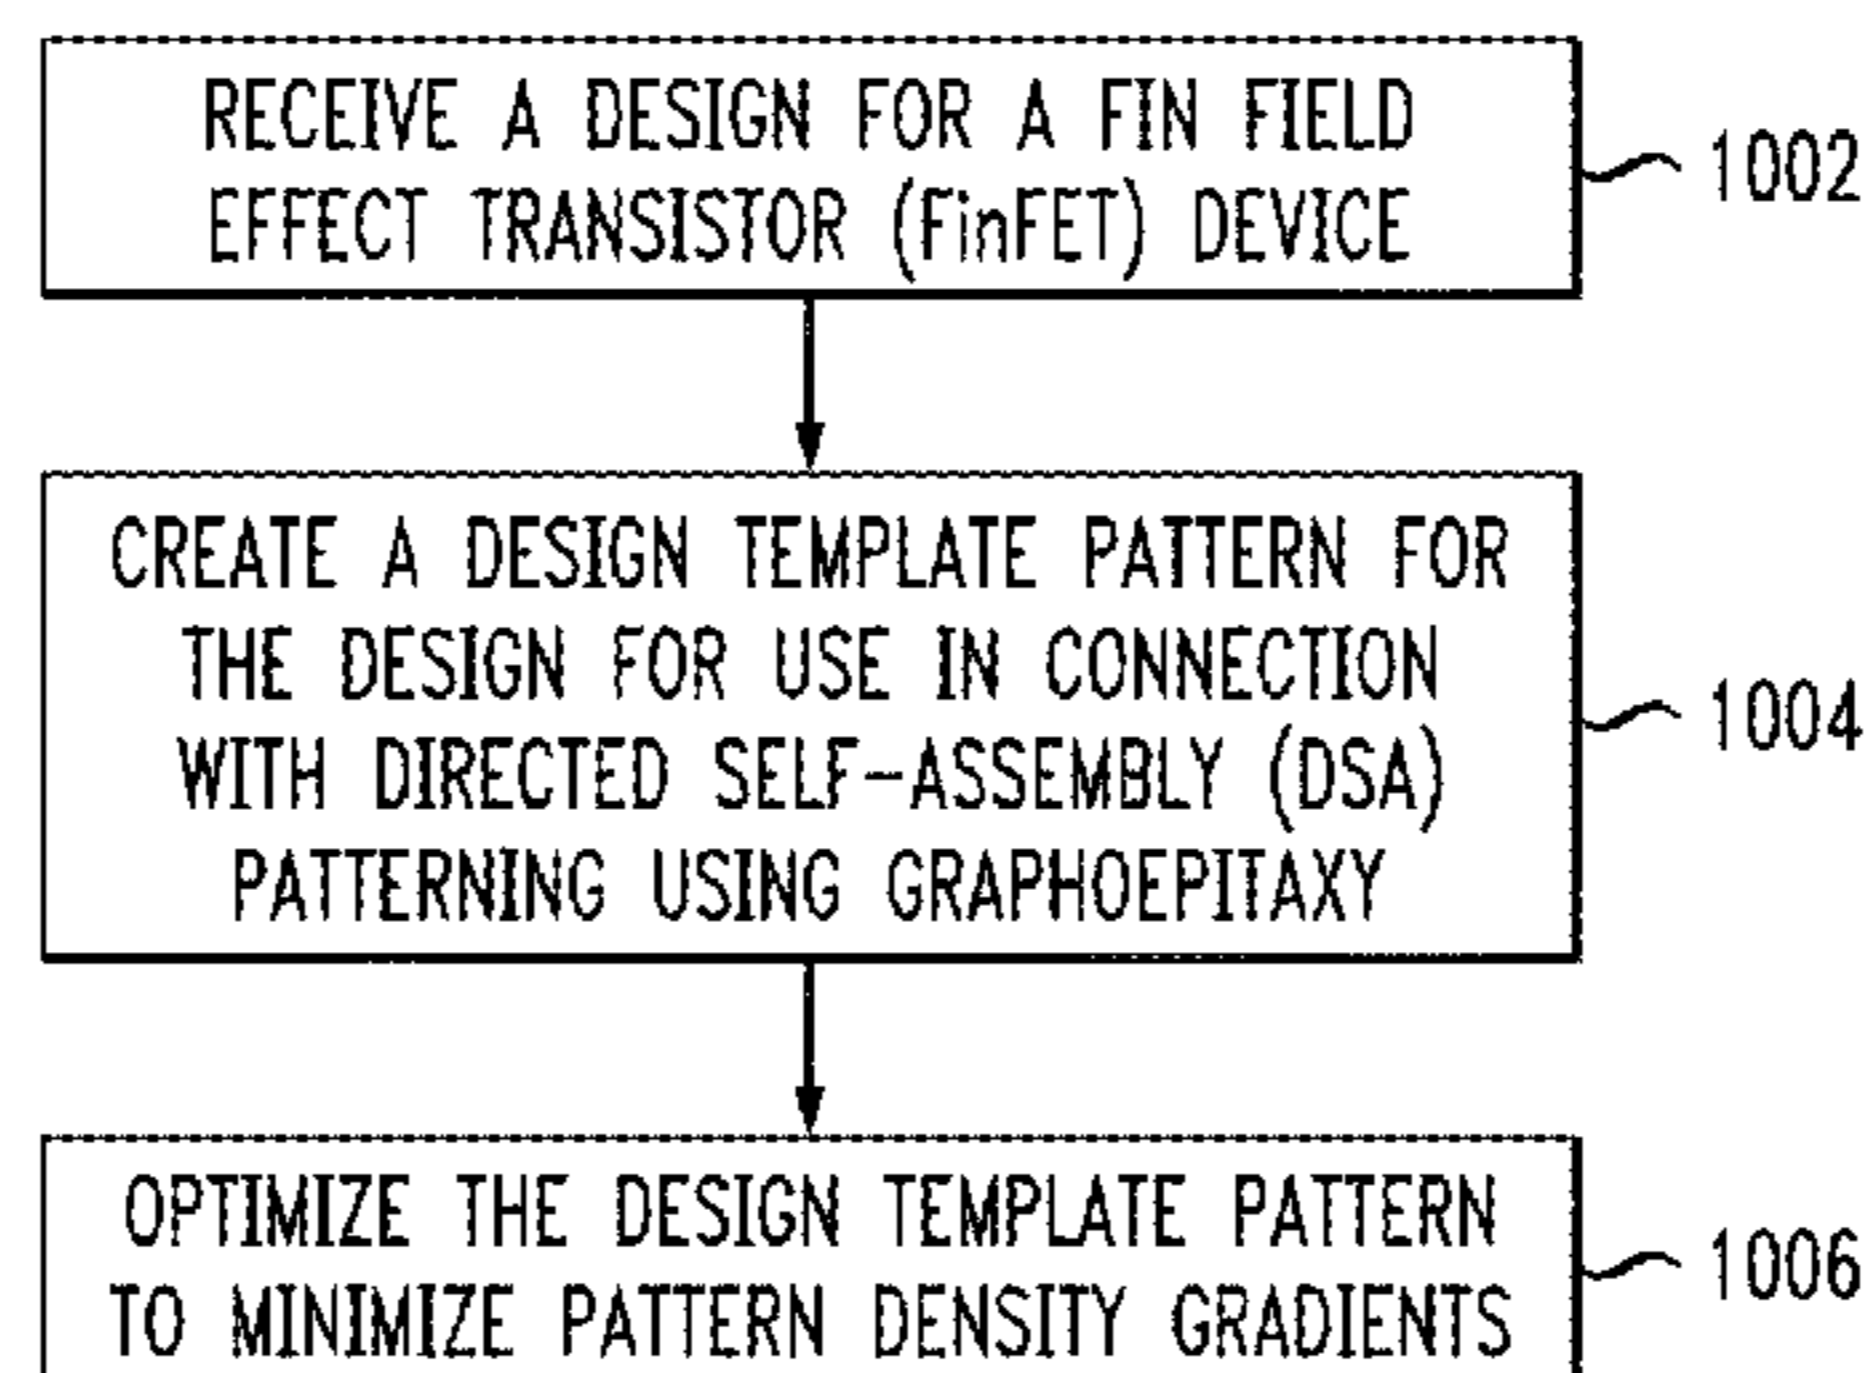 RECEIVE A DESIGN FOR A FIN FIELD
EFFECT TRANSISTOR (FinFET) DEVICE
1002
CREATE A DESIGN TEMPLATE PATTERN FOR
THE DESIGN FOR USE IN CONNECTION
WITH DIRECTED SELF-ASSEMBLY (DSA)
PATTERNING USING GRAPHOEPITAXY
1004
OPTIMIZE THE DESIGN TEMPLATE PATTERN
TO MINIMIZE PATTERN DENSITY GRADIENTS
1006